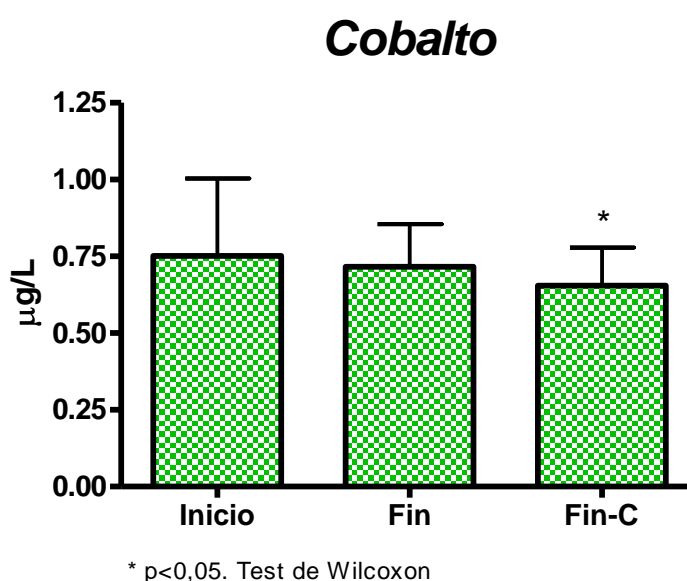 Cobalto
1.25
1.00
0.75
0.50
0.25
0.00
µg/L
*
Inicio Fin Fin-C
* p<0,05. Test de Wilcoxon